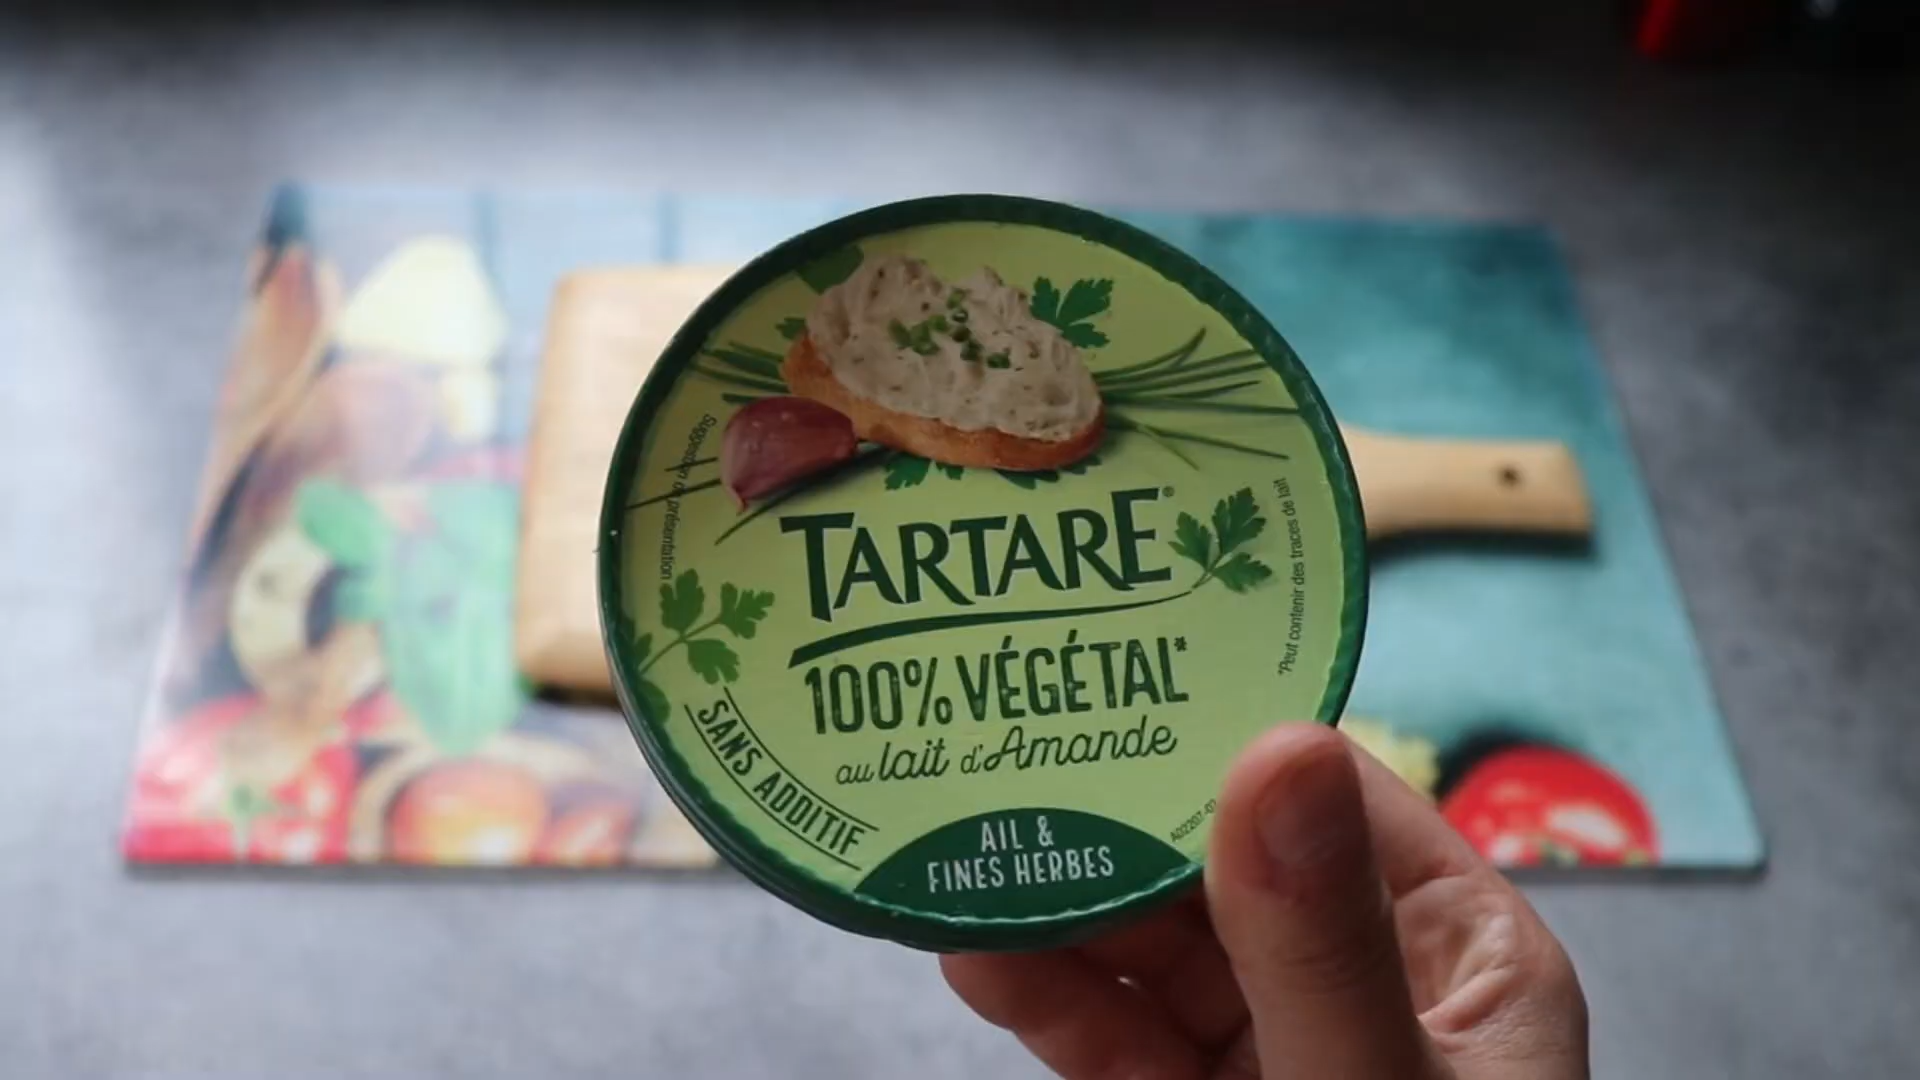 TARTARE®
100% VÉGÉTAL*
au lait d'Amande
SANS ADDITIF
AIL &
FINES HERBES
Suggestion de présentation
*Peut contenir des traces de lait